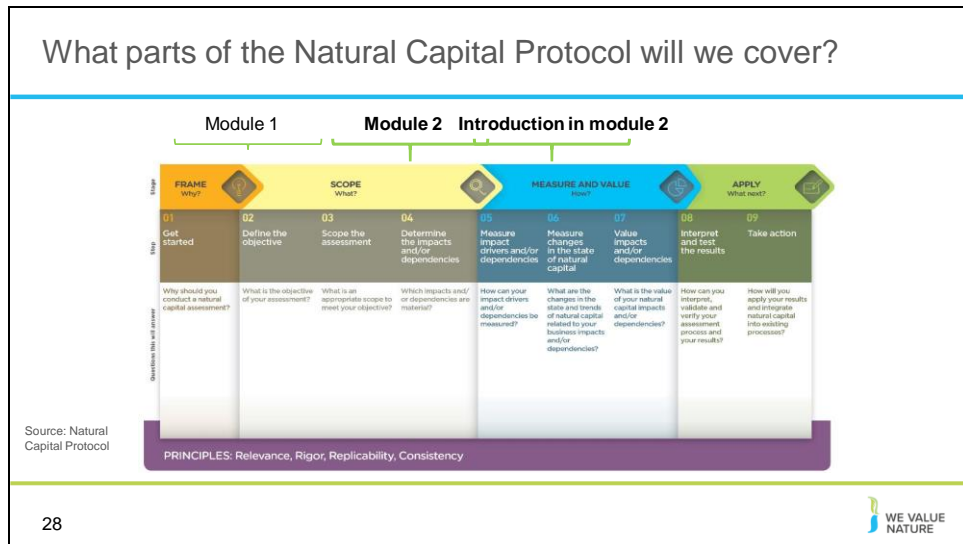 What parts of the Natural Capital Protocol will we cover?
Module 1
Module 2
Introduction in module 2
Stage
FRAME
Why?
SCOPE
What?
MEASURE AND VALUE
How?
APPLY
What next?
Step
01
Get
started
02
Define the
objective
03
Scope the
assessment
04
Determine
the impacts
and/or
dependencies
05
Measure
impact
drivers and/or
dependencies
06
Measure
changes
in the state
of natural
capital
07
Value
impacts
and/or
dependencies
08
Interpret
and test
the results
09
Take action
Questions this will answer
Why should you
conduct a natural
capital assessment?
What is the objective
of your assessment?
What is an
appropriate scope to
meet your objective?
Which impacts and/
or dependencies are
material?
How can your
impact drivers
and/or
dependencies be
measured?
What are the
changes in the
state and trends
of natural capital
related to your
business impacts
and/or
dependencies?
What is the value
of your natural
capital impacts
and/or
dependencies?
How can you
interpret,
validate and
verify your
assessment
process and
your results?
How will you
apply your results
and integrate
natural capital
into existing
processes?
Source: Natural
Capital Protocol
PRINCIPLES: Relevance, Rigor, Replicability, Consistency
28
WE VALUE
NATURE